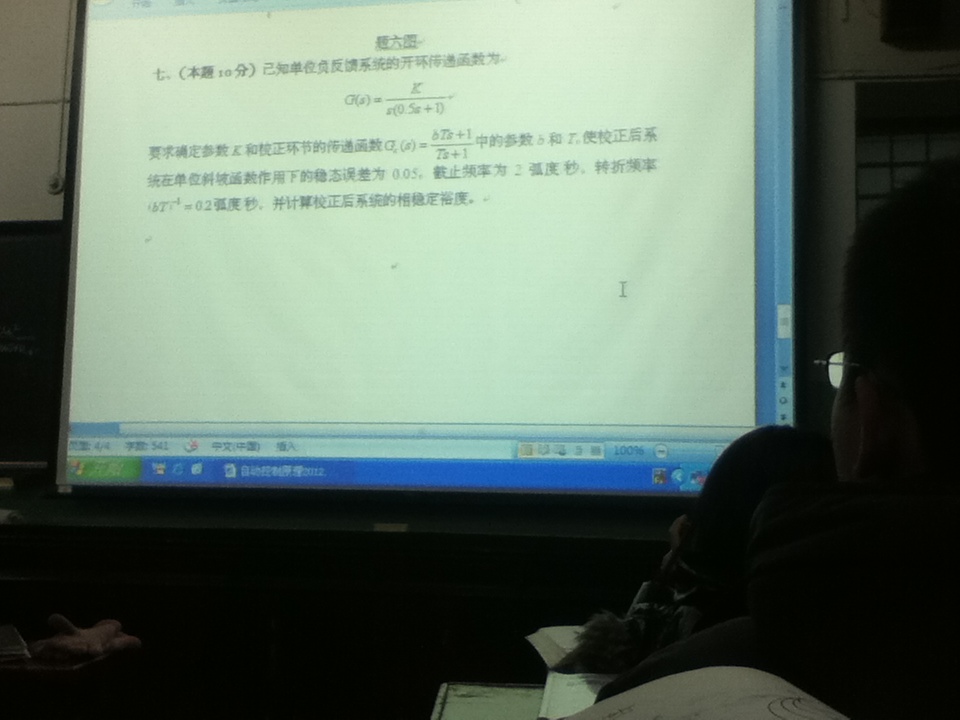 题六图
七、（本题10分）已知单位负反馈系统的开环传递函数为
G(s) = K / s(0.5s+1)
要求确定参数 K 和校正环节的传递函数 Gc(s) = bTs+1 / Ts+1 中的参数 b 和 T, 使校正后系
统在单位斜坡函数作用下的稳态误差为 0.05，截止频率为 2 弧度/秒，转折频率
(bT)⁻¹ = 0.2弧度/秒，并计算校正后系统的相稳定裕度。
页面: 4/4 字数: 541 中文(中国) 插入 100%
开始 自动控制原理2012